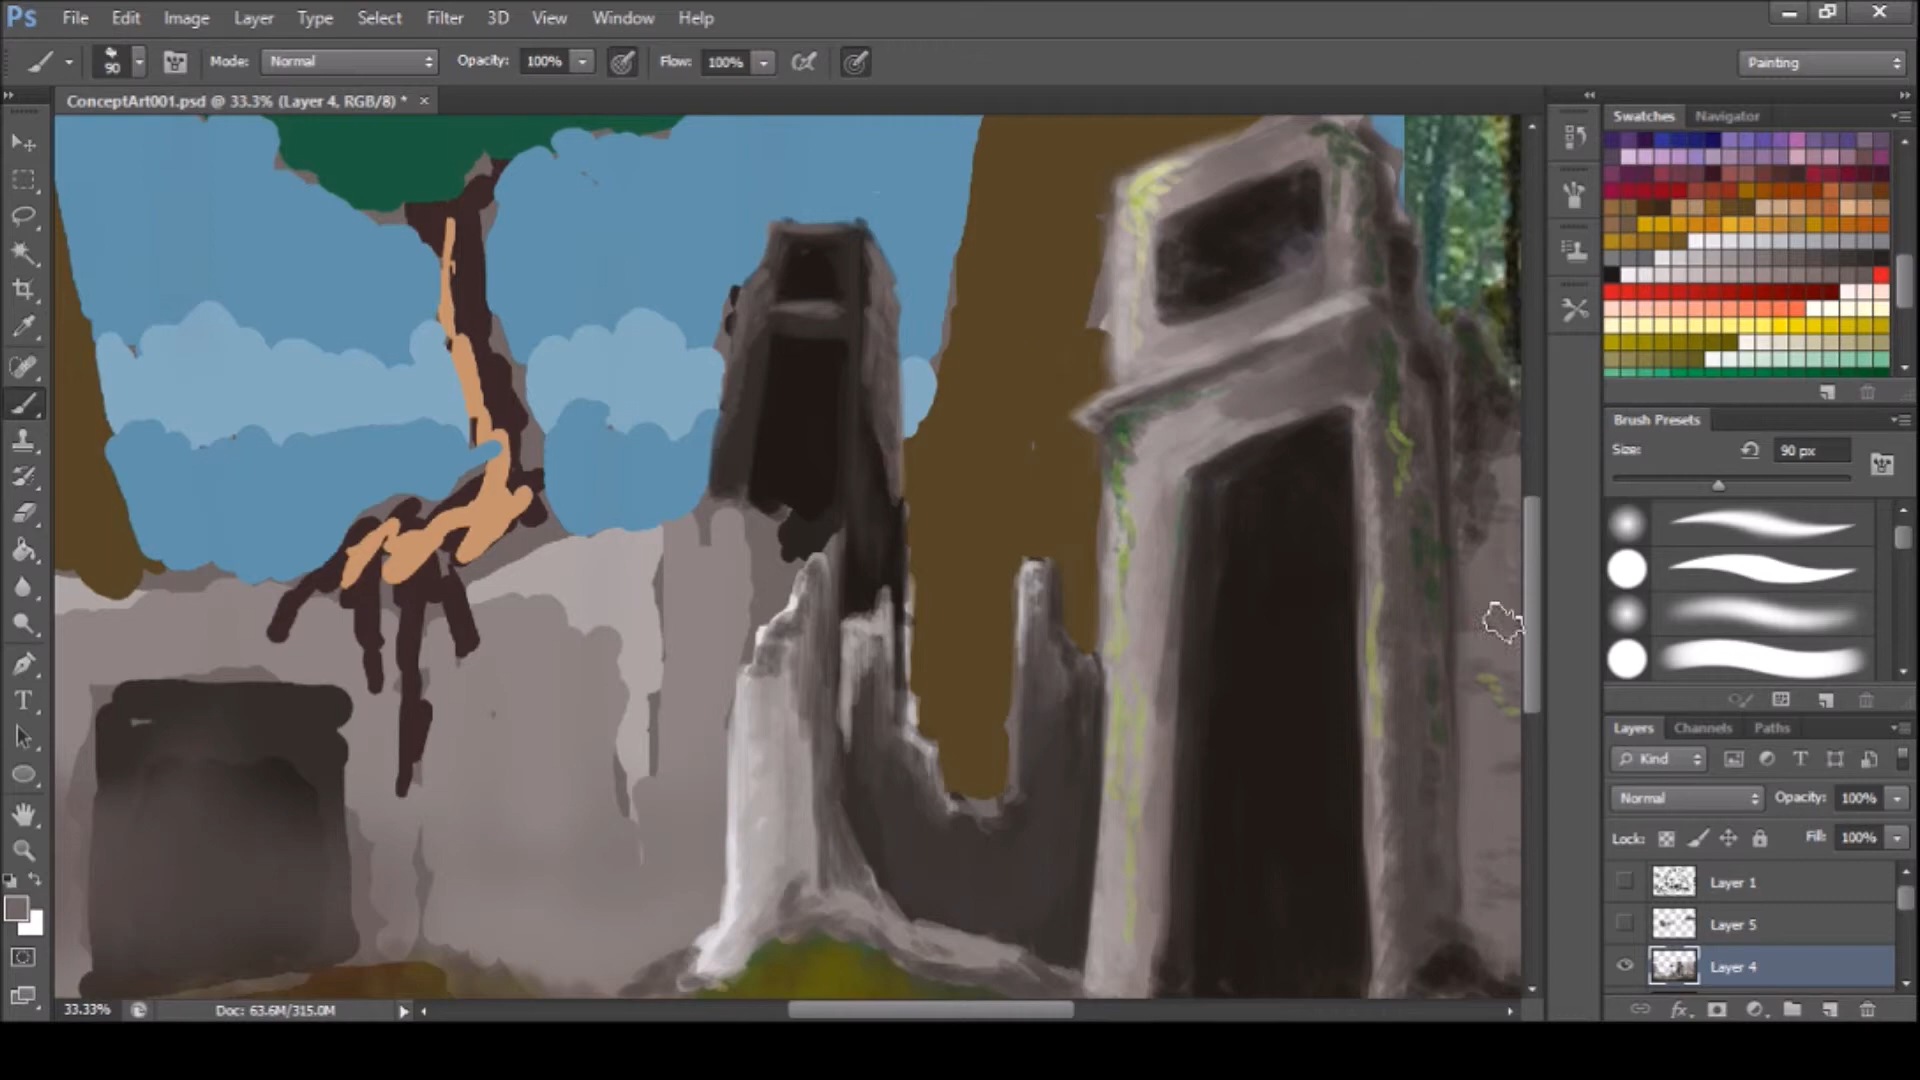 Ps File Edit Image Layer Type Select Filter 3D View Window Help
90 Mode: Normal Opacity: 100% Flow: 100% Painting
ConceptArt001.psd @ 33.3% (Layer 4, RGB/8) * ×
Swatches Navigator
Brush Presets
Size: 90 px
Layers Channels Paths
Kind
Normal Opacity: 100%
Lock: Fill: 100%
Layer 1
Layer 5
Layer 4
33.33% Doc: 63.6M/315.0M